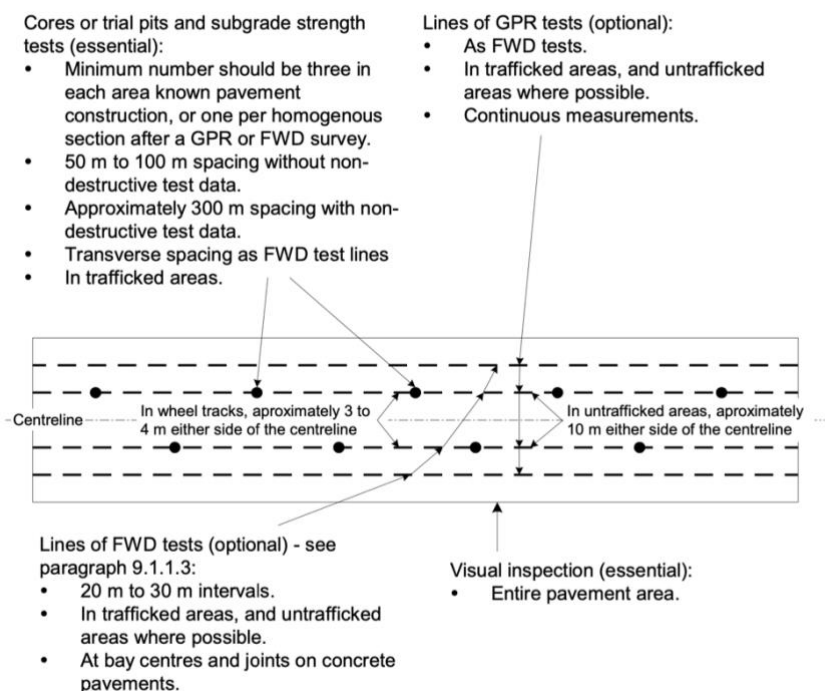 Cores or trial pits and subgrade strength
tests (essential):
• Minimum number should be three in
each area known pavement
construction, or one per homogenous
section after a GPR or FWD survey.
• 50 m to 100 m spacing without non-
destructive test data.
• Approximately 300 m spacing with non-
destructive test data.
• Transverse spacing as FWD test lines
• In trafficked areas.
Lines of GPR tests (optional):
• As FWD tests.
• In trafficked areas, and untrafficked
areas where possible.
• Continuous measurements.
Centreline
In wheel tracks, aproximately 3 to
4 m either side of the centreline
In untrafficked areas, aproximately
10 m either side of the centreline
Lines of FWD tests (optional) - see
paragraph 9.1.1.3:
• 20 m to 30 m intervals.
• In trafficked areas, and untrafficked
areas where possible.
• At bay centres and joints on concrete
pavements.
Visual inspection (essential):
• Entire pavement area.